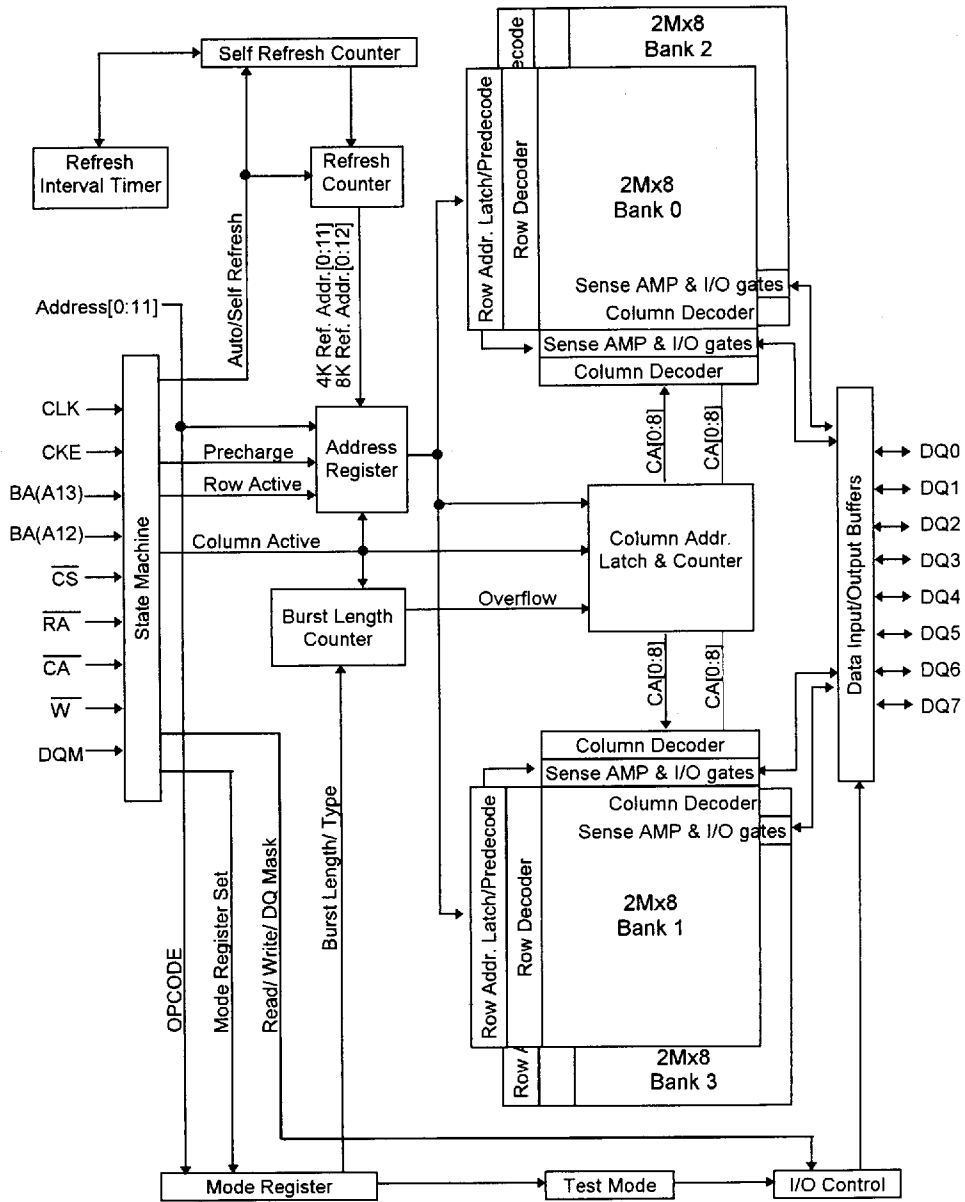 2Mx8
Bank 2
Self Refresh Counter
ecode
Refresh
Interval Timer
Refresh
Counter
Row Addr. Latch/Predecode
Row Decoder
2Mx8
Bank 0
Auto/Self Refresh
4K Ref. Addr.[0:11]
8K Ref. Addr.[0:12]
Sense AMP & I/O gates
Column Decoder
Address[0:11]
Sense AMP & I/O gates
Column Decoder
CLK
CKE
BA(A13)
BA(A12)
CS
RA
CA
W
DQM
State Machine
Precharge
Row Active
Column Active
Address
Register
CA[0:8]
CA[0:8]
Column Addr.
Latch & Counter
Burst Length
Counter
Overflow
CA[0:8]
CA[0:8]
Data Input/Output Buffers
DQ0
DQ1
DQ2
DQ3
DQ4
DQ5
DQ6
DQ7
Column Decoder
Sense AMP & I/O gates
Column Decoder
Sense AMP & I/O gates
Row Addr. Latch/Predecode
Row Decoder
2Mx8
Bank 1
OPCODE
Mode Register Set
Read/ Write/ DQ Mask
Burst Length/ Type
Row A
2Mx8
Bank 3
Mode Register
Test Mode
I/O Control